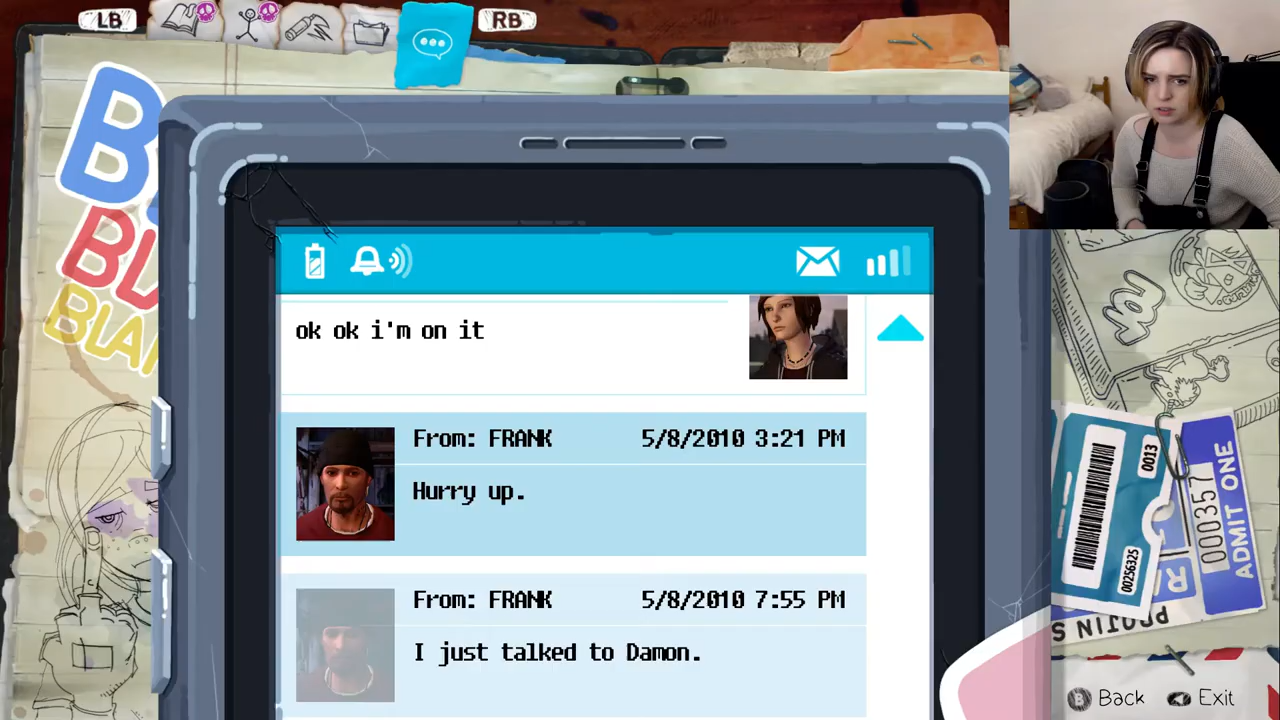 LB
RB
ok ok i'm on it
From: FRANK 5/8/2010 3:21 PM
Hurry up.
From: FRANK 5/8/2010 7:55 PM
I just talked to Damon.
0013
00256325
000357
ADMIT ONE
B Back
Exit